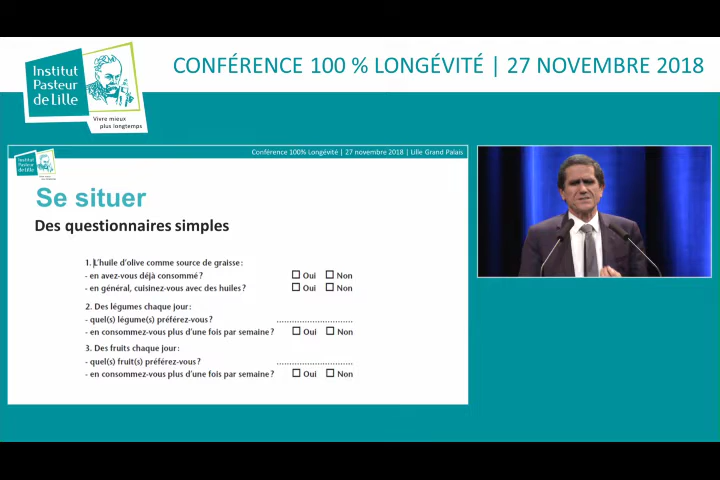 Institut
Pasteur
de Lille
Vivre mieux
plus longtemps
CONFÉRENCE 100 % LONGÉVITÉ | 27 NOVEMBRE 2018
Conférence 100% Longévité | 27 novembre 2018 | Lille Grand Palais
Institut
Pasteur
de Lille
Se situer
Des questionnaires simples
1. L'huile d'olive comme source de graisse :
- en avez-vous déjà consommé ? Oui Non
- en général, cuisinez-vous avec des huiles ? Oui Non
2. Des légumes chaque jour :
- quel(s) légume(s) préférez-vous ? ..............................
- en consommez-vous plus d'une fois par semaine ? Oui Non
3. Des fruits chaque jour :
- quel(s) fruit(s) préférez-vous ? ..............................
- en consommez-vous plus d'une fois par semaine ? Oui Non